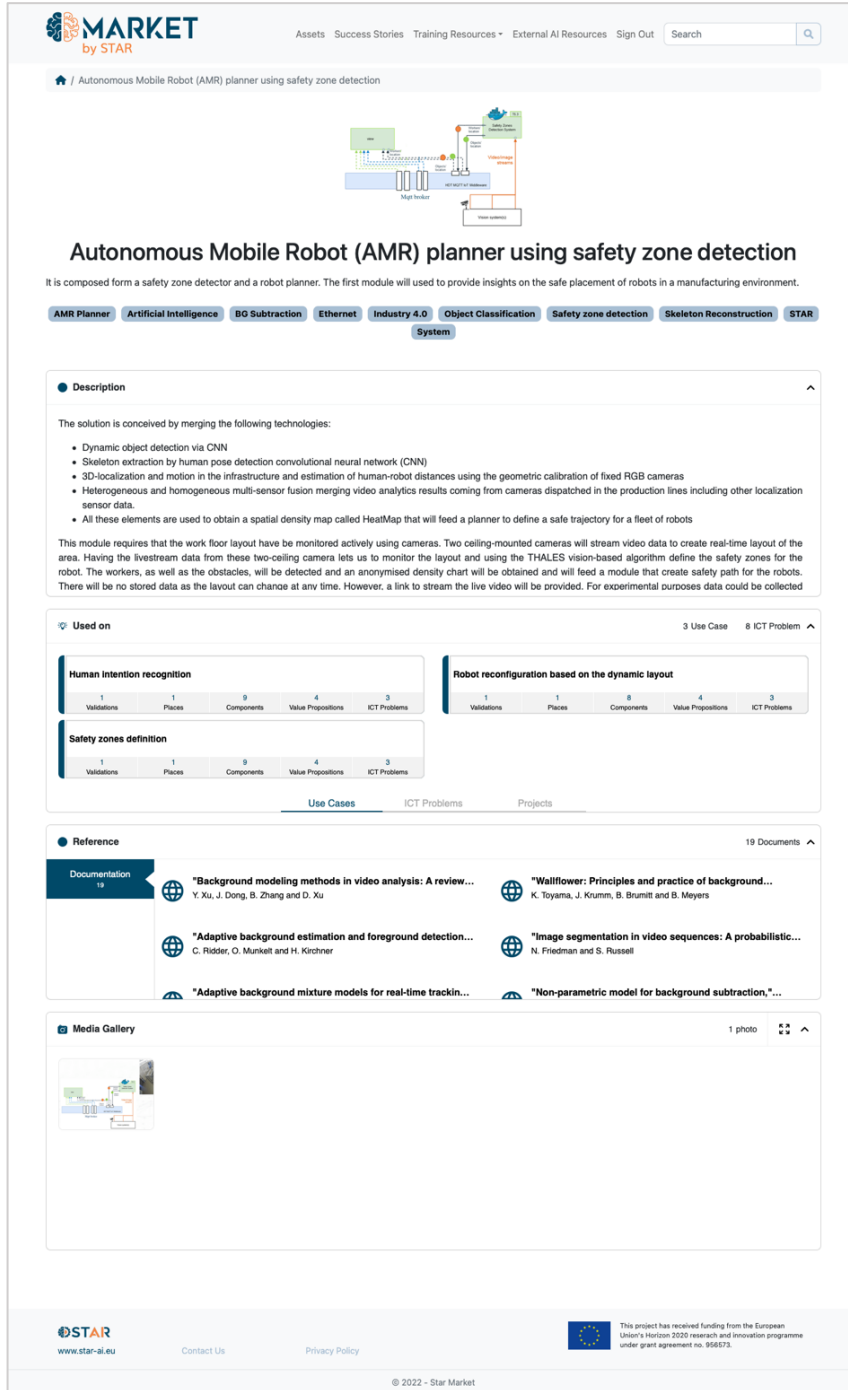 MARKET
by STAR
Assets Success Stories Training Resources External AI Resources Sign Out Search
/ Autonomous Mobile Robot (AMR) planner using safety zone detection
Safety Zones
Detection System
Video/image
streams
HOT MQTT IoT Middleware
Mqtt broker
Vision system(s)
Autonomous Mobile Robot (AMR) planner using safety zone detection
It is composed form a safety zone detector and a robot planner. The first module will used to provide insights on the safe placement of robots in a manufacturing environment.
AMR Planner Artificial Intelligence BG Subtraction Ethernet Industry 4.0 Object Classification Safety zone detection Skeleton Reconstruction STAR
System
Description
The solution is conceived by merging the following technologies:
• Dynamic object detection via CNN
• Skeleton extraction by human pose detection convolutional neural network (CNN)
• 3D-localization and motion in the infrastructure and estimation of human-robot distances using the geometric calibration of fixed RGB cameras
• Heterogeneous and homogeneous multi-sensor fusion merging video analytics results coming from cameras dispatched in the production lines including other localization
sensor data.
• All these elements are used to obtain a spatial density map called HeatMap that will feed a planner to define a safe trajectory for a fleet of robots
This module requires that the work floor layout have be monitored actively using cameras. Two ceiling-mounted cameras will stream video data to create real-time layout of the
area. Having the livestream data from these two-ceiling camera lets us to monitor the layout and using the THALES vision-based algorithm define the safety zones for the
robot. The workers, as well as the obstacles, will be detected and an anonymised density chart will be obtained and will feed a module that create safety path for the robots.
There will be no stored data as the layout can change at any time. However, a link to stream the live video will be provided. For experimental purposes data could be collected
Used on 3 Use Case 8 ICT Problem
Human intention recognition
1 1 9 4 3
Validations Places Components Value Propositions ICT Problems
Robot reconfiguration based on the dynamic layout
1 1 8 4 3
Validations Places Components Value Propositions ICT Problems
Safety zones definition
1 1 9 4 3
Validations Places Components Value Propositions ICT Problems
Use Cases ICT Problems Projects
Reference 19 Documents
Documentation
19
"Background modeling methods in video analysis: A review...
Y. Xu, J. Dong, B. Zhang and D. Xu
"Wallflower: Principles and practice of background...
K. Toyama, J. Krumm, B. Brumitt and B. Meyers
"Adaptive background estimation and foreground detection...
C. Ridder, O. Munkelt and H. Kirchner
"Image segmentation in video sequences: A probabilistic...
N. Friedman and S. Russell
"Adaptive background mixture models for real-time trackin...
"Non-parametric model for background subtraction,"...
Media Gallery 1 photo
STAR
www.star-ai.eu Contact Us Privacy Policy
This project has received funding from the European
Union's Horizon 2020 reserach and innovation programme
under grant agreement no. 956573.
© 2022 - Star Market